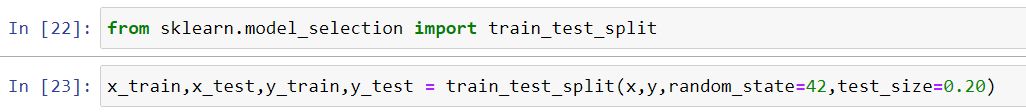 In [22]: from sklearn.model_selection import train_test_split
In [23]: x_train,x_test,y_train,y_test = train_test_split(x,y,random_state=42,test_size=0.20)